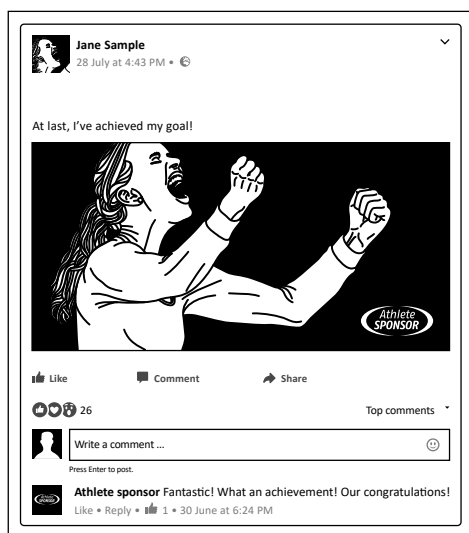 Jane Sample
28 July at 4:43 PM •
At last, I’ve achieved my goal!
Athlete
SPONSOR
Like Comment Share
26 Top comments
Write a comment ...
Press Enter to post.
Athlete sponsor Fantastic! What an achievement! Our congratulations!
Like • Reply • 1 • 30 June at 6:24 PM